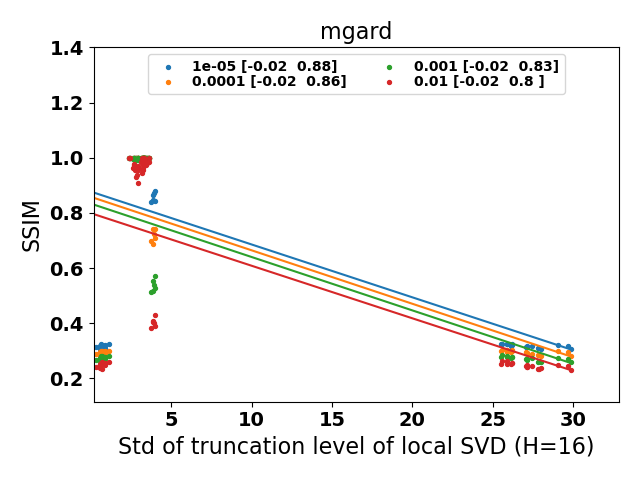 mgard
1e-05 [-0.02  0.88]
0.0001 [-0.02  0.86]
0.001 [-0.02  0.83]
0.01 [-0.02  0.8 ]
1.4
1.2
1.0
0.8
0.6
0.4
0.2
SSIM
5 10 15 20 25 30
Std of truncation level of local SVD (H=16)